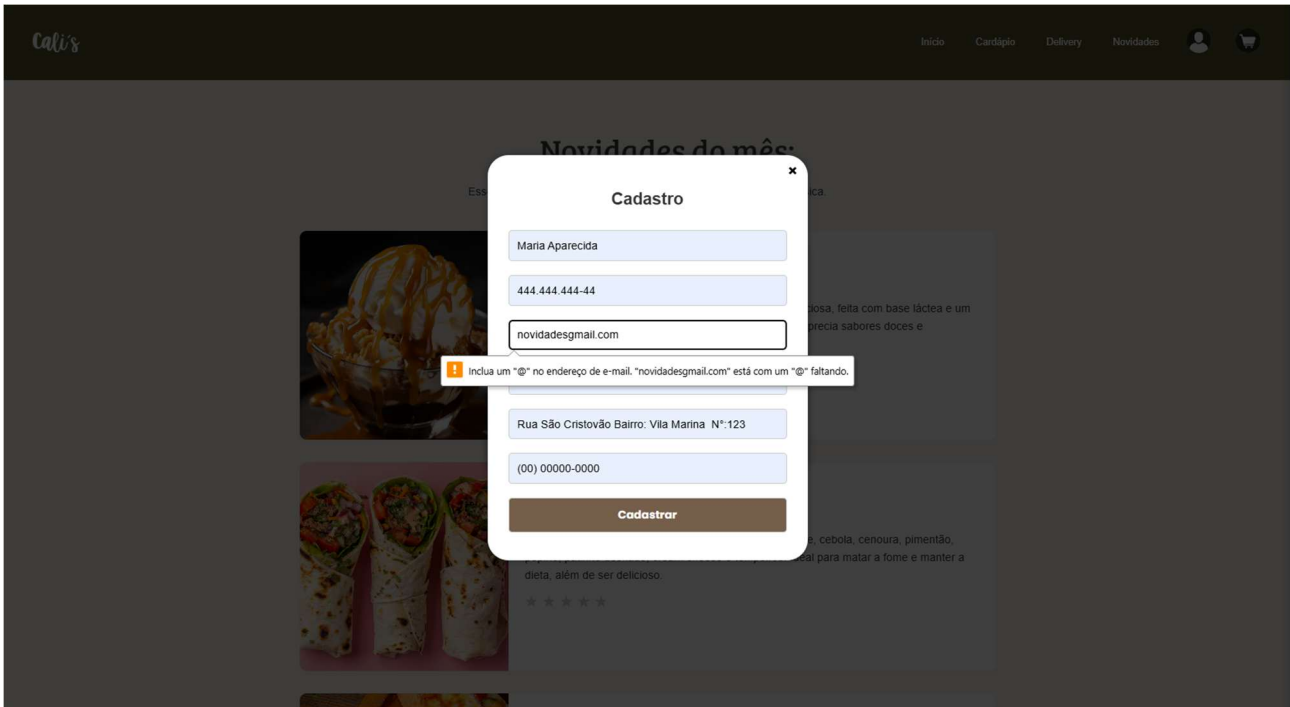 Cali's
Início Cardápio Delivery Novidades
Novidades do mês:
Ess
ica.
Cadastro
Maria Aparecida
444.444.444-44
novidadesgmail.com
Inclua um "@" no endereço de e-mail. "novidadesgmail.com" está com um "@" faltando.
Rua São Cristovão Bairro: Vila Marina N°:123
(00) 00000-0000
Cadastrar
iosa, feita com base láctea e um
precia sabores doces e
e, cebola, cenoura, pimentão,
eal para matar a fome e manter a
dieta, além de ser delicioso.